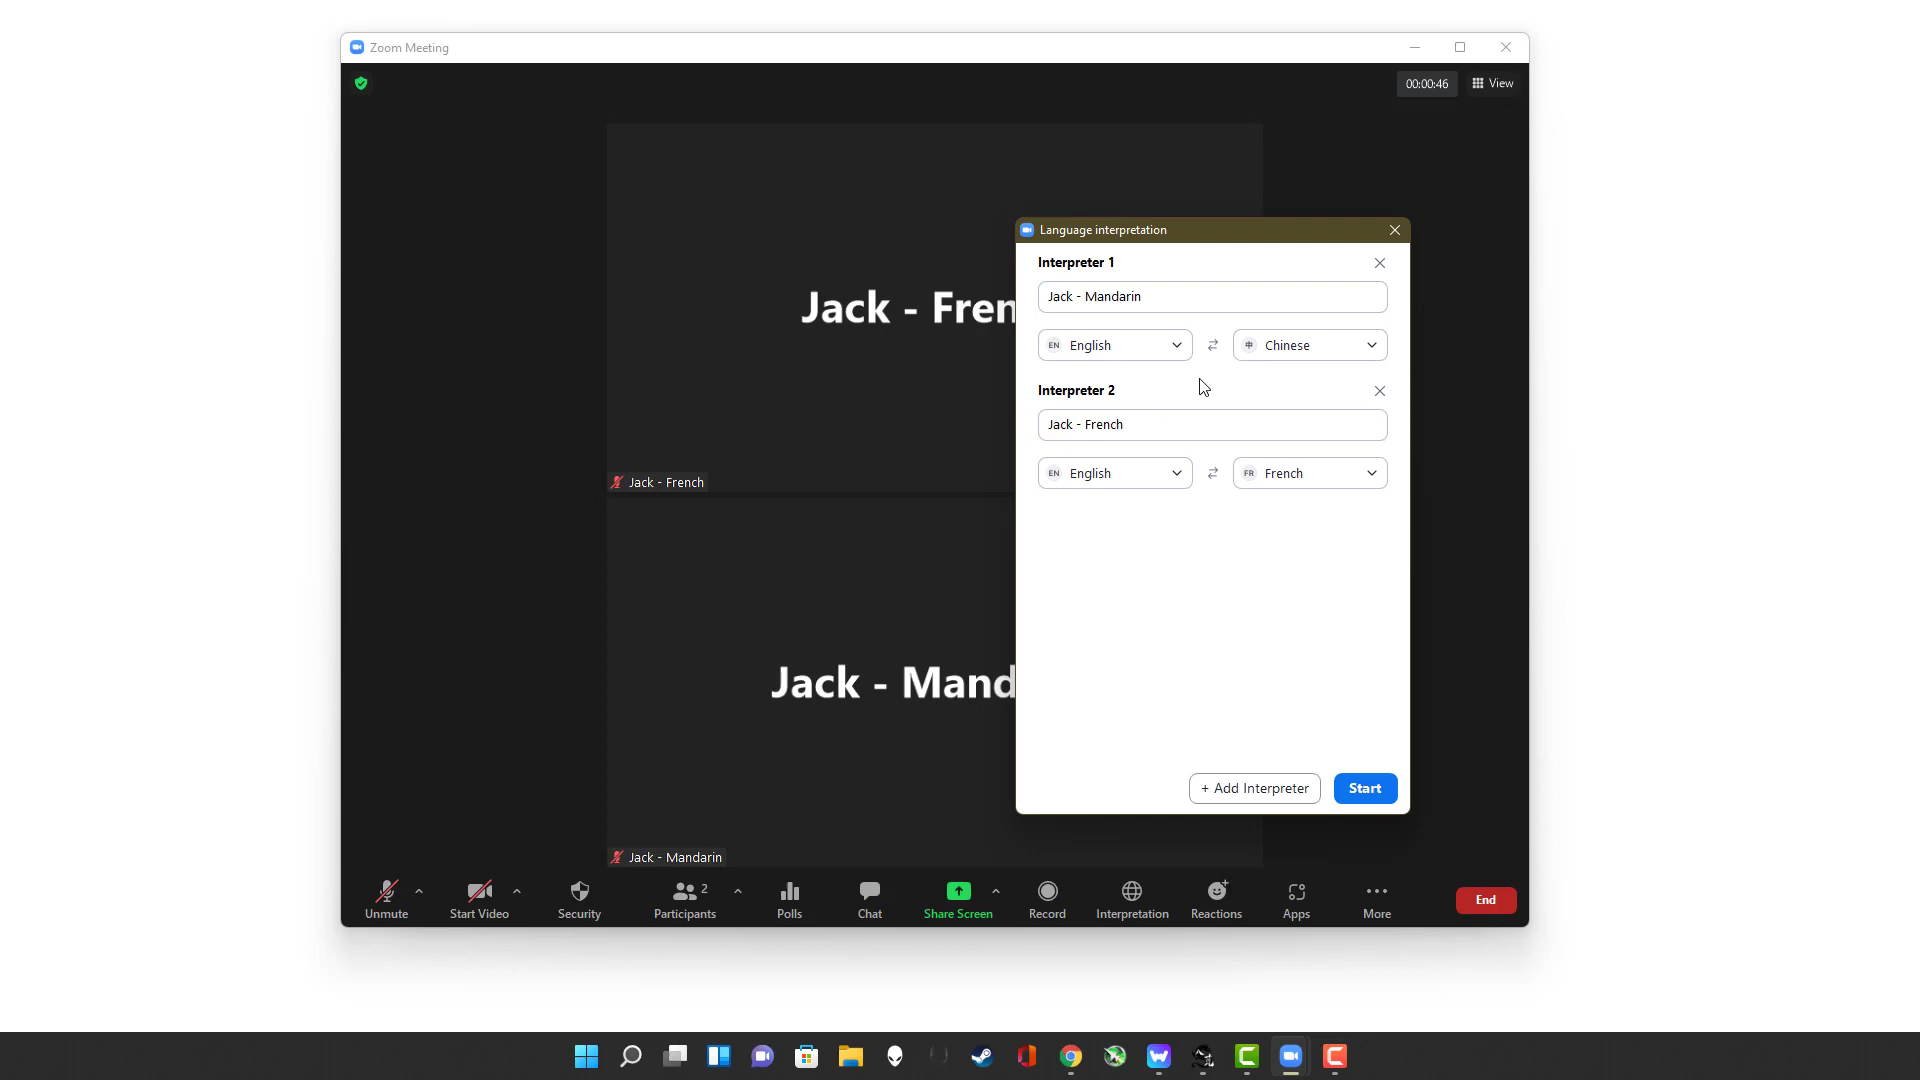 Zoom Meeting
00:00:46
View
Jack - Fren
Jack - French
Jack - Mand
Jack - Mandarin
Language interpretation
Interpreter 1
Jack - Mandarin
EN English
中 Chinese
Interpreter 2
Jack - French
EN English
FR French
+ Add Interpreter
Start
2
Unmute
Start Video
Security
Participants
Polls
Chat
Share Screen
Record
Interpretation
Reactions
Apps
More
End